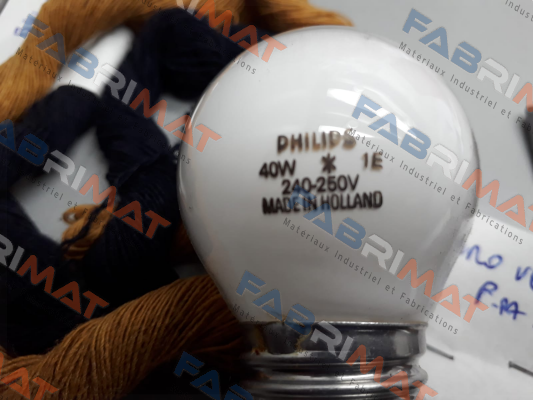 PHILIPS
40W * 1E
240-250V
MADE IN HOLLAND
FABRIMAT
Materiaux Industriel et Fabrications